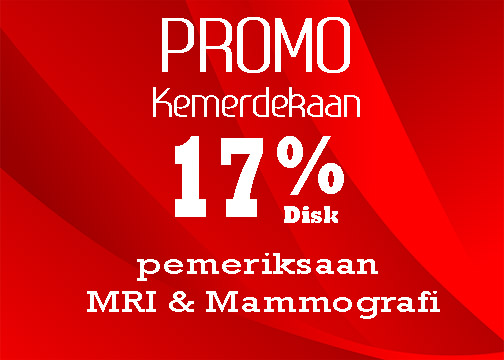 PROMO
Kemerdekaan
17%
Disk
pemeriksaan
MRI & Mammografi